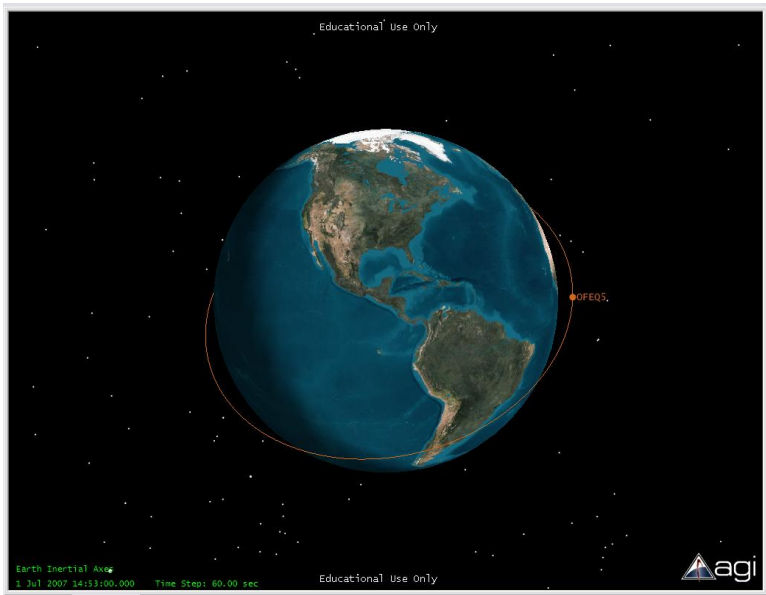 Educational Use Only
OFEQ5
Earth Inertial Axes
1 Jul 2007 14:53:00.000 Time Step: 60.00 sec
Educational Use Only
agi